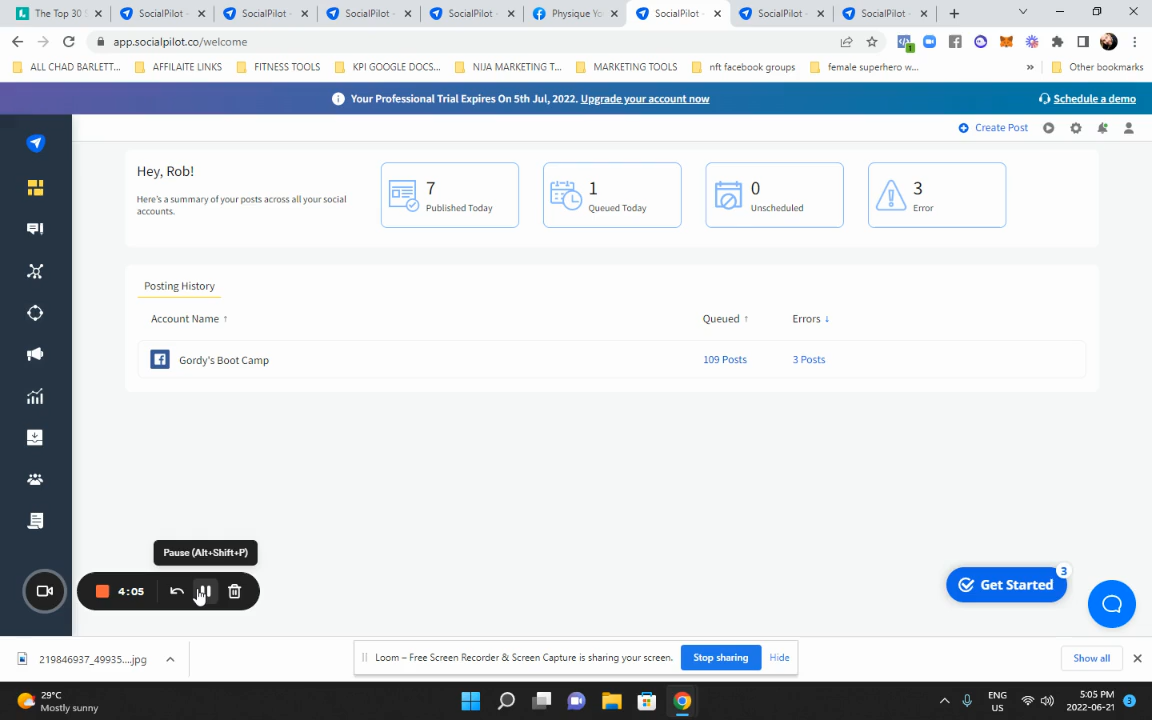 The Top 30
SocialPilot
SocialPilot
SocialPilot
SocialPilot
Physique Yo
SocialPilot
SocialPilot
SocialPilot
app.socialpilot.co/welcome
ALL CHAD BARLETT...
AFFILAITE LINKS
FITNESS TOOLS
KPI GOOGLE DOCS...
NIJA MARKETING T...
MARKETING TOOLS
nft facebook groups
female superhero w...
»
Other bookmarks
Your Professional Trial Expires On 5th Jul, 2022. Upgrade your account now
Schedule a demo
Create Post
Hey, Rob!
Here's a summary of your posts across all your social
accounts.
7
Published Today
1
Queued Today
0
Unscheduled
3
Error
Posting History
Account Name ↑
Queued ↑
Errors ↓
Gordy's Boot Camp
109 Posts
3 Posts
Pause (Alt+Shift+P)
4:05
Get Started
3
219846937_49935....jpg
Loom – Free Screen Recorder & Screen Capture is sharing your screen.
Stop sharing
Hide
Show all
29°C
Mostly sunny
ENG
US
5:05 PM
2022-06-21
3